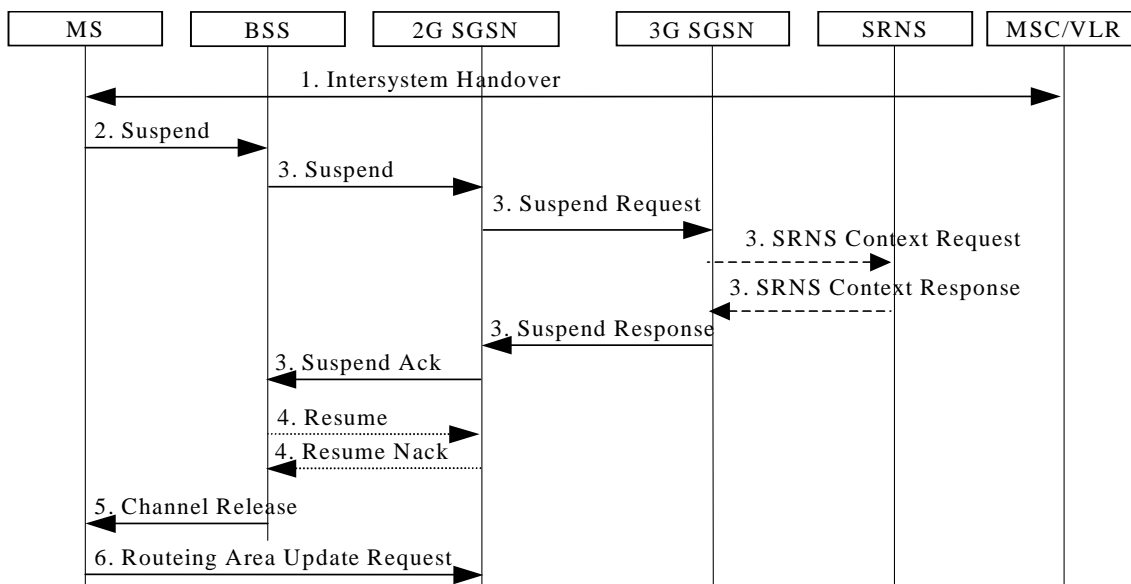 MS
BSS
2G SGSN
3G SGSN
SRNS
MSC/VLR
1. Intersystem Handover
2. Suspend
3. Suspend
3. Suspend Request
3. SRNS Context Request
3. SRNS Context Response
3. Suspend Response
3. Suspend Ack
4. Resume
4. Resume Nack
5. Channel Release
6. Routeing Area Update Request